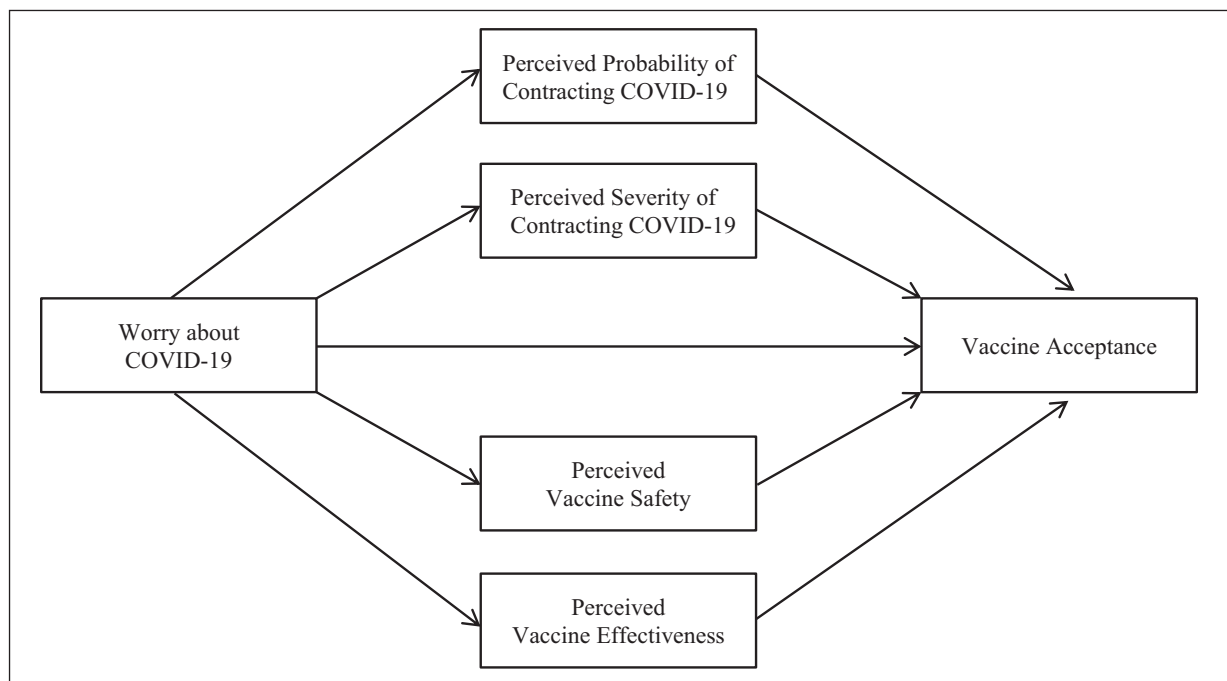 Perceived Probability of
Contracting COVID-19
Perceived Severity of
Contracting COVID-19
Worry about
COVID-19
Vaccine Acceptance
Perceived
Vaccine Safety
Perceived
Vaccine Effectiveness